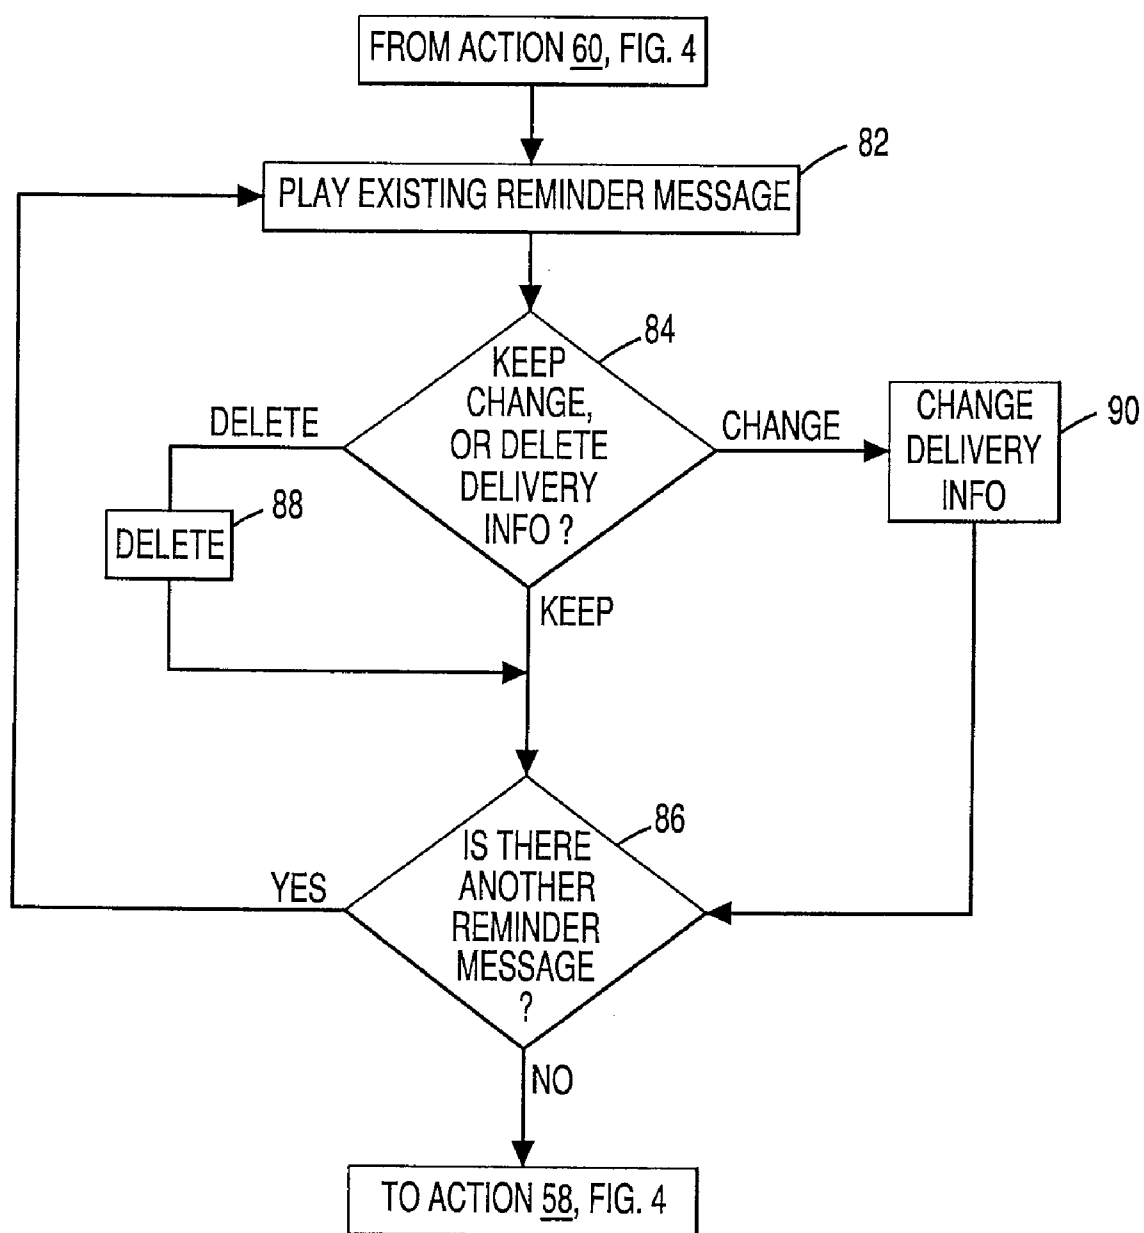 FROM ACTION 60, FIG. 4
82
PLAY EXISTING REMINDER MESSAGE
84
KEEP
CHANGE,
OR DELETE
DELIVERY
INFO ?
DELETE
CHANGE
CHANGE
DELIVERY
INFO
90
88
DELETE
KEEP
86
IS THERE
ANOTHER
REMINDER
MESSAGE
?
YES
NO
TO ACTION 58, FIG. 4